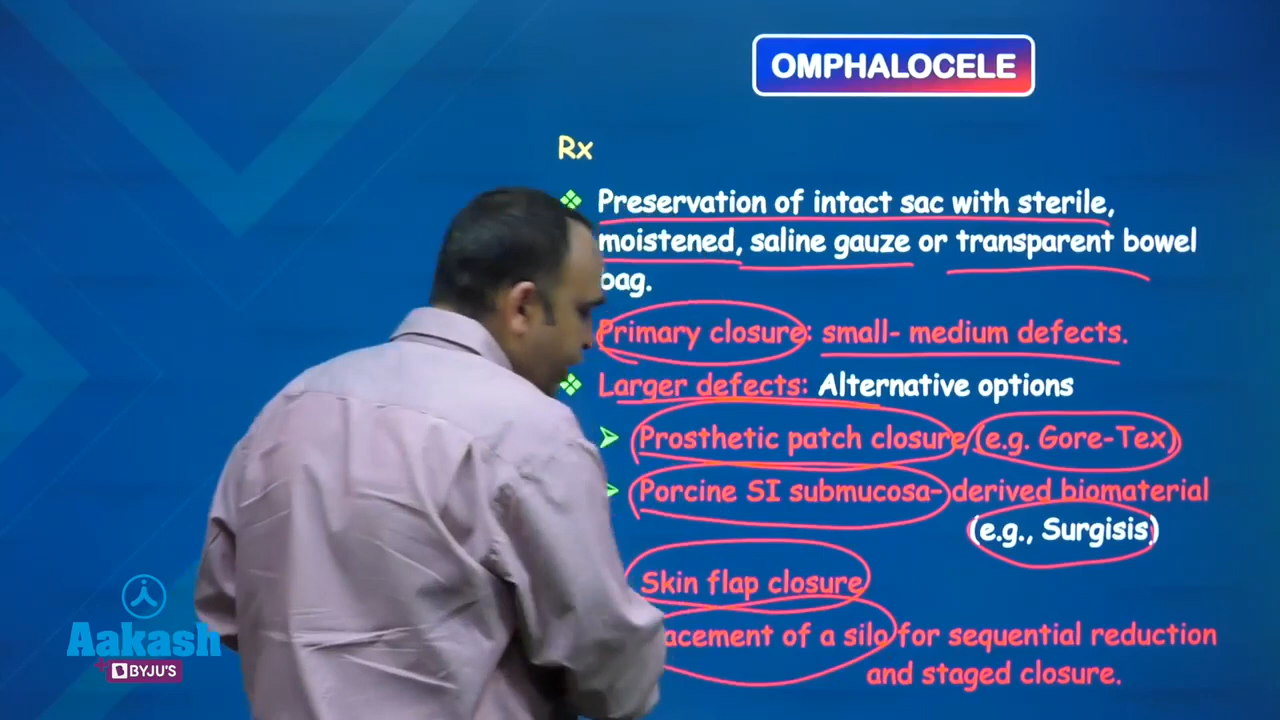 OMPHALOCELE
Rx
Preservation of intact sac with sterile,
moistened, saline gauze or transparent bowel
bag.
Primary closure: small- medium defects.
Larger defects: Alternative options
Prosthetic patch closure (e.g. Gore-Tex)
Porcine SI submucosa- derived biomaterial
(e.g., Surgisis)
Skin flap closure
acement of a silo for sequential reduction
and staged closure.
Aakash
+ BYJU'S